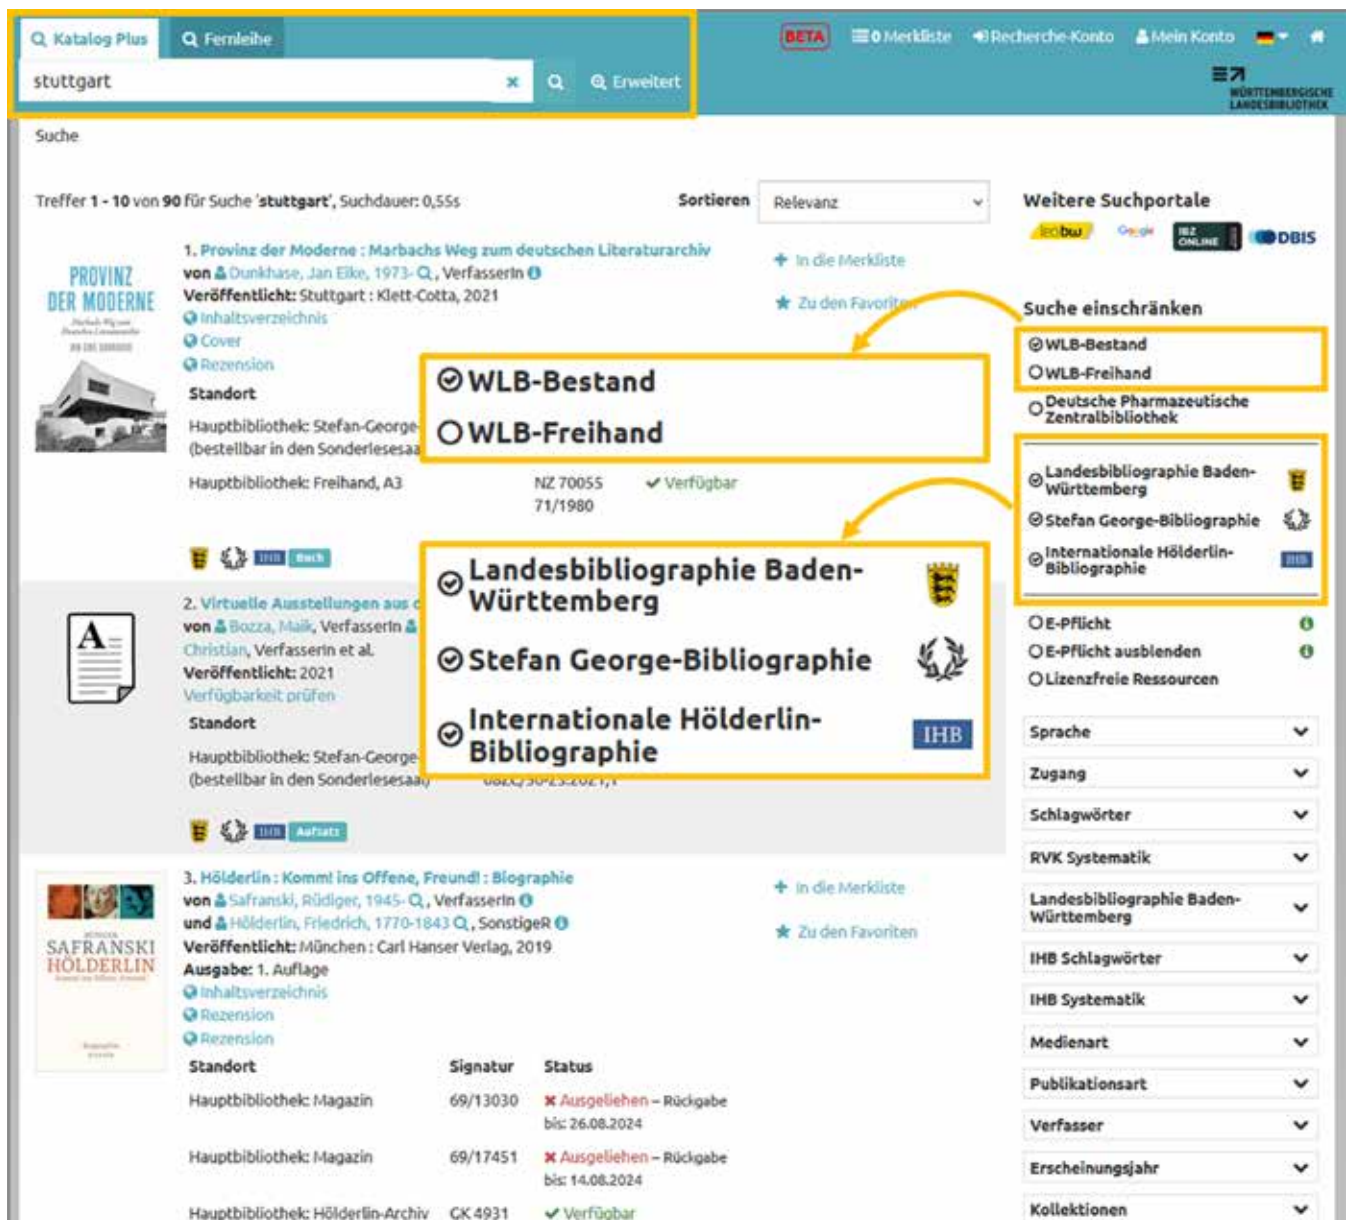 Katalog Plus
Fernleihe
BETA
0 Merkliste
Recherche-Konto
Mein Konto
stuttgart
Erweitert
WÜRTTEMBERGISCHE
LANDESBIBLIOTHEK
Suche
Treffer 1 - 10 von 90 für Suche 'stuttgart', Suchdauer: 0,55s
Sortieren
Relevanz
Weitere Suchportale
leobw
Google
IBZ
ONLINE
DBIS
PROVINZ
DER MODERNE
1. Provinz der Moderne : Marbachs Weg zum deutschen Literaturarchiv
von Dunkhase, Jan Eike, 1973- , VerfasserIn
Veröffentlicht: Stuttgart : Klett-Cotta, 2021
Inhaltsverzeichnis
Cover
Rezension
In die Merkliste
Zu den Favoriten
Standort
Hauptbibliothek: Stefan-George-
(bestellbar in den Sonderlesesaa
Hauptbibliothek: Freihand, A3
NZ 70055
71/1980
Verfügbar
IHB
Buch
Suche einschränken
WLB-Bestand
WLB-Freihand
Deutsche Pharmazeutische
Zentralbibliothek
Landesbibliographie Baden-
Württemberg
Stefan George-Bibliographie
Internationale Hölderlin-
Bibliographie
IHB
E-Pflicht
E-Pflicht ausblenden
Lizenzfreie Ressourcen
WLB-Bestand
WLB-Freihand
Landesbibliographie Baden-
Württemberg
Stefan George-Bibliographie
Internationale Hölderlin-
Bibliographie
IHB
A
2. Virtuelle Ausstellungen aus
von Bozza, Maik, VerfasserIn
Christian, VerfasserIn et al.
Veröffentlicht: 2021
Verfügbarkeit prüfen
Standort
Hauptbibliothek: Stefan-George-
(bestellbar in den Sonderlesesaal)
IHB
Aufsatz
Sprache
Zugang
Schlagwörter
RVK Systematik
Landesbibliographie Baden-
Württemberg
IHB Schlagwörter
IHB Systematik
Medienart
Publikationsart
Verfasser
Erscheinungsjahr
Kollektionen
SAFRANSKI
HÖLDERLIN
3. Hölderlin : Komm! ins Offene, Freund! : Biographie
von Safranski, Rüdiger, 1945- , VerfasserIn
und Hölderlin, Friedrich, 1770-1843 , SonstigeR
Veröffentlicht: München : Carl Hanser Verlag, 2019
Ausgabe: 1. Auflage
Inhaltsverzeichnis
Rezension
Rezension
In die Merkliste
Zu den Favoriten
Standort Signatur Status
Hauptbibliothek: Magazin 69/13030 Ausgeliehen – Rückgabe
bis: 26.08.2024
Hauptbibliothek: Magazin 69/17451 Ausgeliehen – Rückgabe
bis: 14.08.2024
Hauptbibliothek: Hölderlin-Archiv GK 4931 Verfügbar